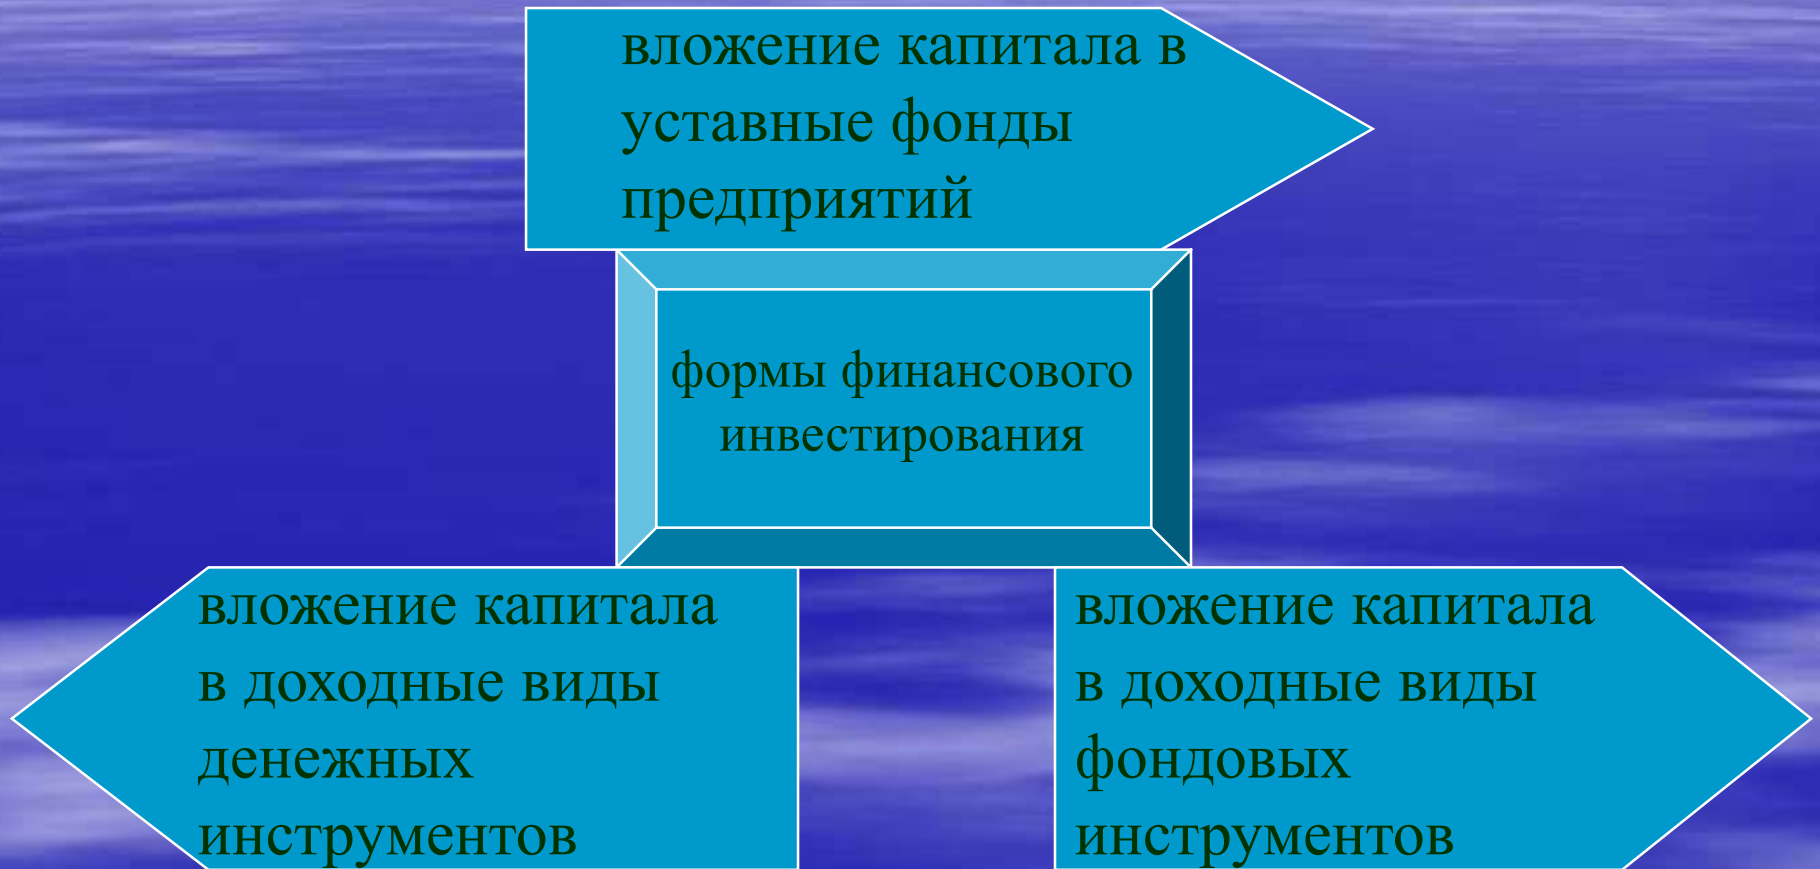 вложение капитала в
уставные фонды
предприятий
формы финансового
инвестирования
вложение капитала
в доходные виды
денежных
инструментов
вложение капитала
в доходные виды
фондовых
инструментов